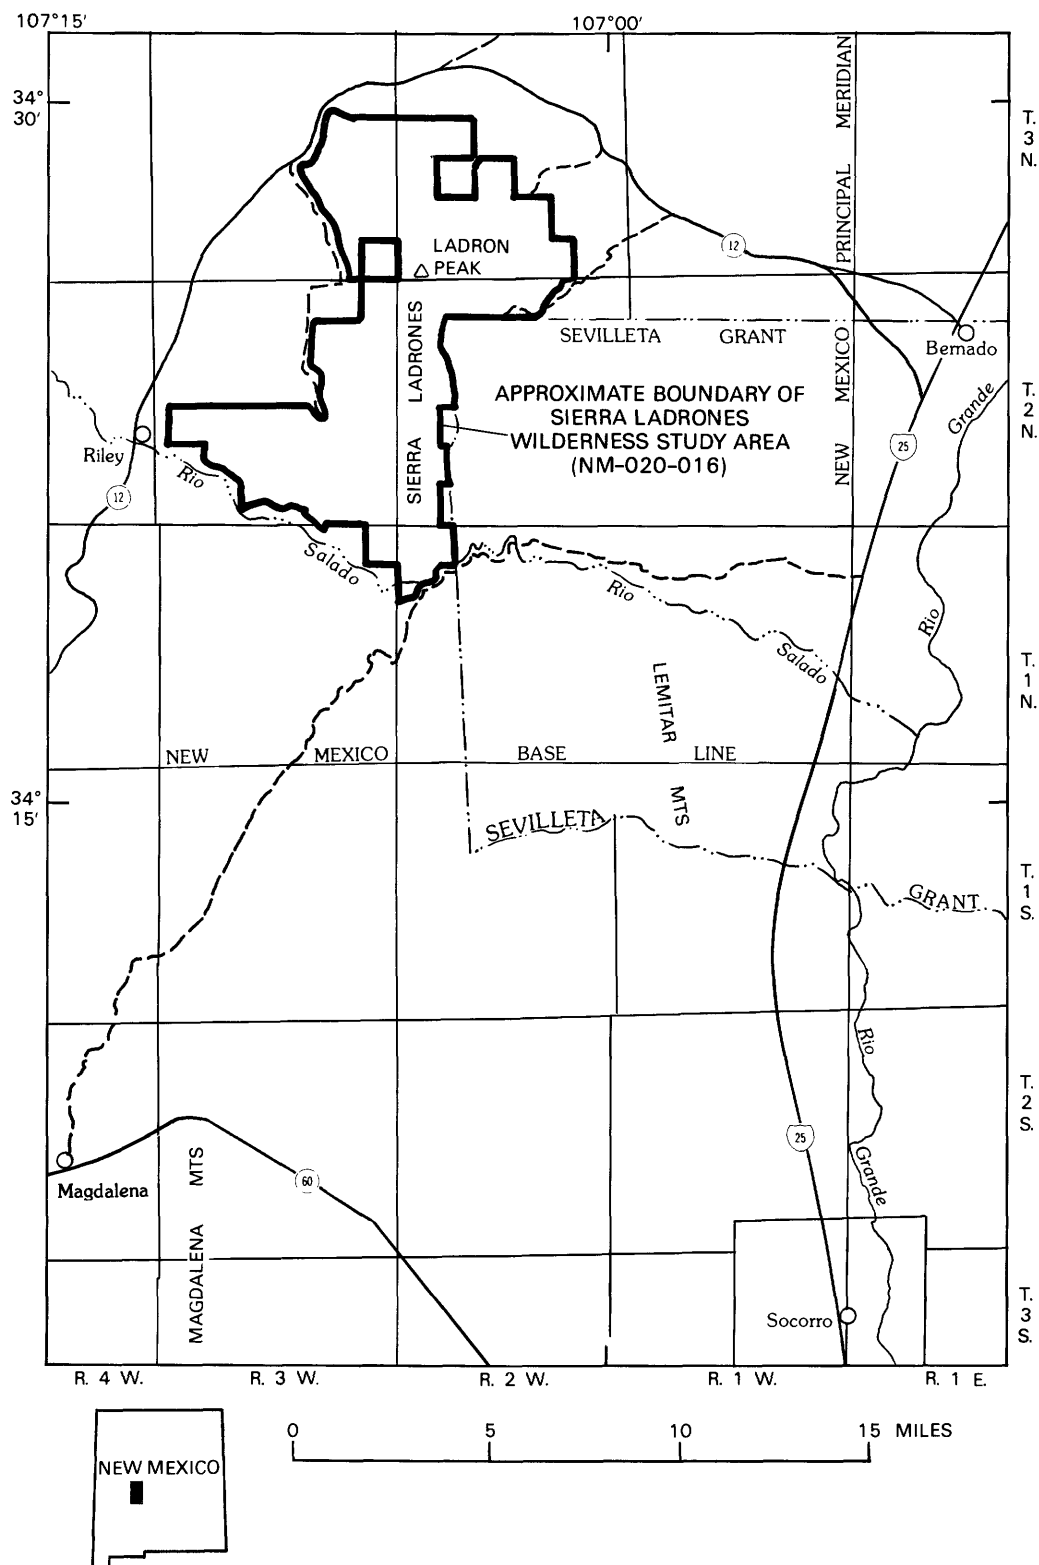 107°15'
107°00'
34°
30'
T.
3
N.
NEW MEXICO PRINCIPAL MERIDIAN
LADRON
PEAK
12
SEVILLETA GRANT
Bernado
SIERRA LADRONES
APPROXIMATE BOUNDARY OF
SIERRA LADRONES
WILDERNESS STUDY AREA
(NM-020-016)
T.
2
N.
Grande
25
Riley
Rio
12
Salado
Rio
Rio
Salado
T.
1
N.
LEMITAR MTS
NEW MEXICO BASE LINE
34°
15'
SEVILLETA
GRANT
T.
1
S.
Rio
T.
2
S.
25
Grande
Magdalena
60
MAGDALENA MTS
Socorro
T.
3
S.
R. 4 W.
R. 3 W.
R. 2 W.
R. 1 W.
R. 1 E.
0 5 10 15 MILES
NEW MEXICO